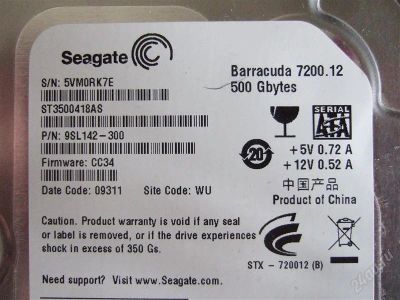 Seagate
Barracuda 7200.12
500 Gbytes
S/N: 5VM0RK7E
ST3500418AS
P/N: 9SL142-300
Firmware: CC34
Date Code: 09311 Site Code: WU
SERIAL
ATA
20
+5V 0.72 A
+12V 0.52 A
中国产品
Product of China
Caution: Product warranty is void if any seal
or label is removed, or if the drive experiences
shock in excess of 350 Gs.
STX - 720012 (B)
Need support? Visit www.Seagate.com